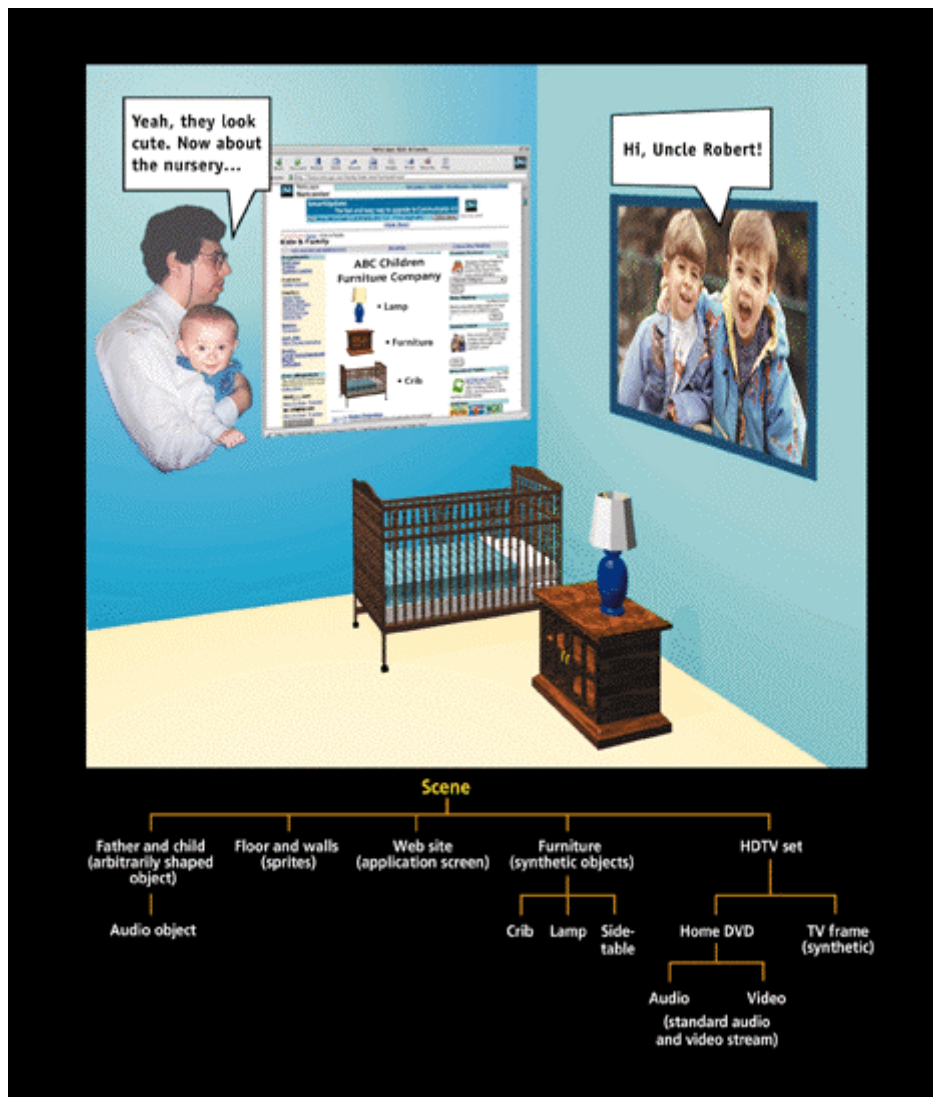 Yeah, they look
cute. Now about
the nursery...
Hi, Uncle Robert!
SmartUpdate
Kids & Family
ABC Children
Furniture Company
• Lamp
• Furniture
• Crib
Scene
Father and child
(arbitrarily shaped
object)
Floor and walls
(sprites)
Web site
(application screen)
Furniture
(synthetic objects)
HDTV set
Audio object
Crib
Lamp
Side-
table
Home DVD
TV frame
(synthetic)
Audio
Video
(standard audio
and video stream)